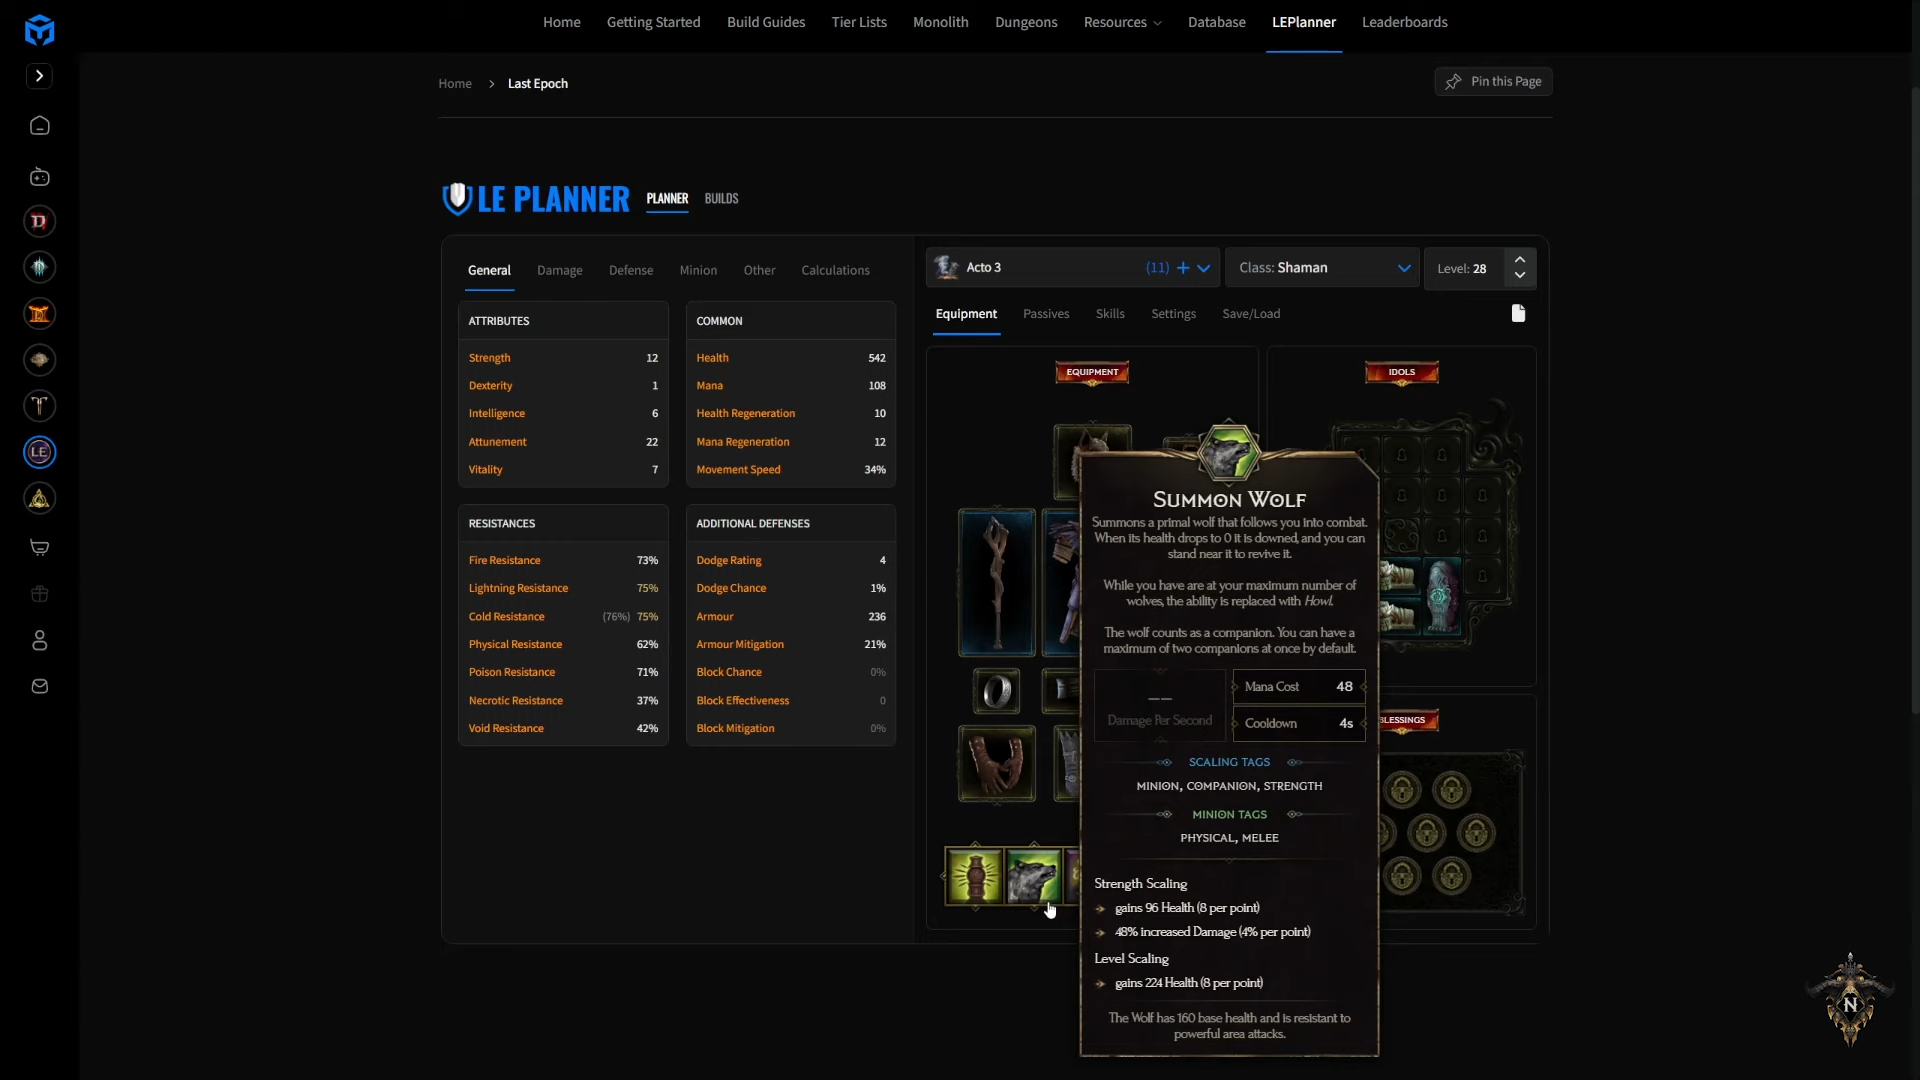 Home
Getting Started
Build Guides
Tier Lists
Monolith
Dungeons
Resources
Database
LEPlanner
Leaderboards
Home > Last Epoch
Pin this Page
LE PLANNER
PLANNER
BUILDS
General
Damage
Defense
Minion
Other
Calculations
Acto 3
(11)
Class: Shaman
Level: 28
Equipment
Passives
Skills
Settings
Save/Load
ATTRIBUTES
Strength 12
Dexterity 1
Intelligence 6
Attunement 22
Vitality 7
COMMON
Health 542
Mana 108
Health Regeneration 10
Mana Regeneration 12
Movement Speed 34%
RESISTANCES
Fire Resistance 73%
Lightning Resistance 75%
Cold Resistance (76%) 75%
Physical Resistance 62%
Poison Resistance 71%
Necrotic Resistance 37%
Void Resistance 42%
ADDITIONAL DEFENSES
Dodge Rating 4
Dodge Chance 1%
Armour 236
Armour Mitigation 21%
Block Chance 0%
Block Effectiveness 0
Block Mitigation 0%
EQUIPMENT
IDOLS
BLESSINGS
SUMMON WOLF
Summons a primal wolf that follows you into combat.
When its health drops to 0 it is downed, and you can
stand near it to revive it.
While you have are at your maximum number of
wolves, the ability is replaced with Howl.
The wolf counts as a companion. You can have a
maximum of two companions at once by default.
Damage Per Second
Mana Cost 48
Cooldown 4s
SCALING TAGS
MINION, COMPANION, STRENGTH
MINION TAGS
PHYSICAL, MELEE
Strength Scaling
gains 96 Health (8 per point)
48% increased Damage (4% per point)
Level Scaling
gains 224 Health (8 per point)
The Wolf has 160 base health and is resistant to
powerful area attacks.
LE
N